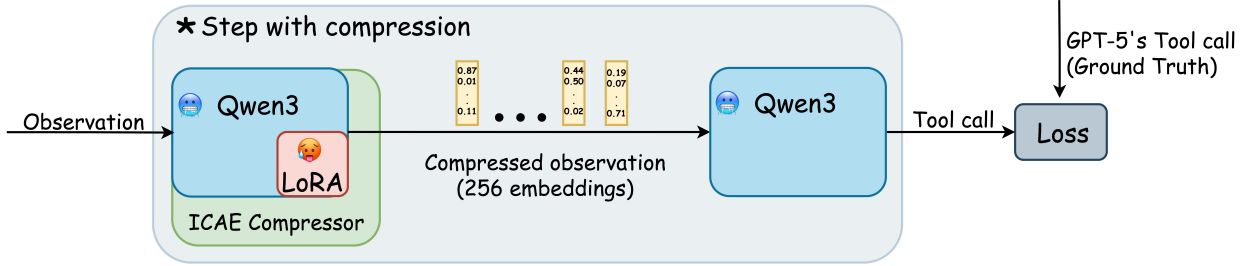 * Step with compression
GPT-5's Tool call
(Ground Truth)
Observation
Qwen3
LoRA
ICAE Compressor
0.87
0.01
.
.
0.11
• • •
0.44
0.50
.
.
0.02
0.19
0.07
.
.
0.71
Compressed observation
(256 embeddings)
Qwen3
Tool call
Loss